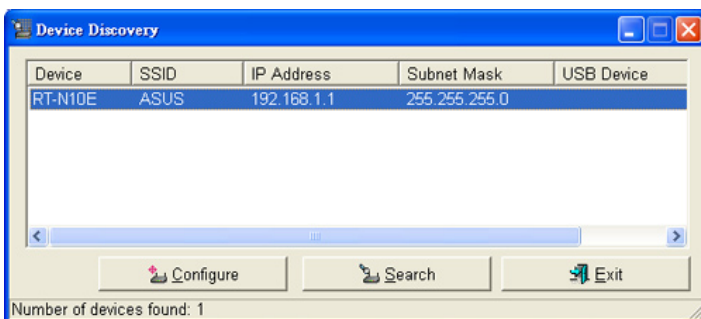 Device Discovery
Device SSID IP Address Subnet Mask USB Device
RT-N10E ASUS 192.168.1.1 255.255.255.0
Configure Search Exit
Number of devices found: 1